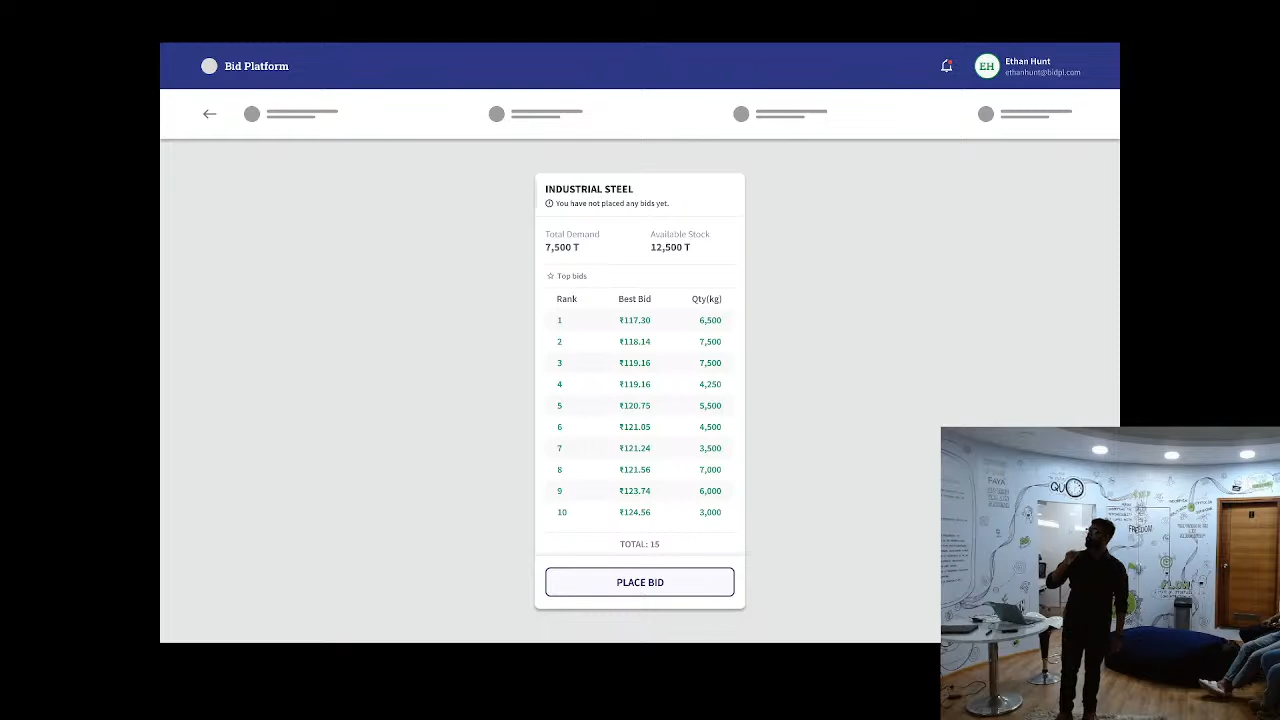 Bid Platform
Ethan Hunt
ethanhunt@bidpl.com
INDUSTRIAL STEEL
You have not placed any bids yet.
Total Demand Available Stock
7,500 T 12,500 T
Top bids
Rank Best Bid Qty(kg)
1 ₹117.30 6,500
2 ₹118.14 7,500
3 ₹119.16 7,500
4 ₹119.16 4,250
5 ₹120.75 5,500
6 ₹121.05 4,500
7 ₹121.24 3,500
8 ₹121.56 7,000
9 ₹123.74 6,000
10 ₹124.56 3,000
TOTAL: 15
PLACE BID
EH
QUO
FAYA
FREEDOM
FLOW